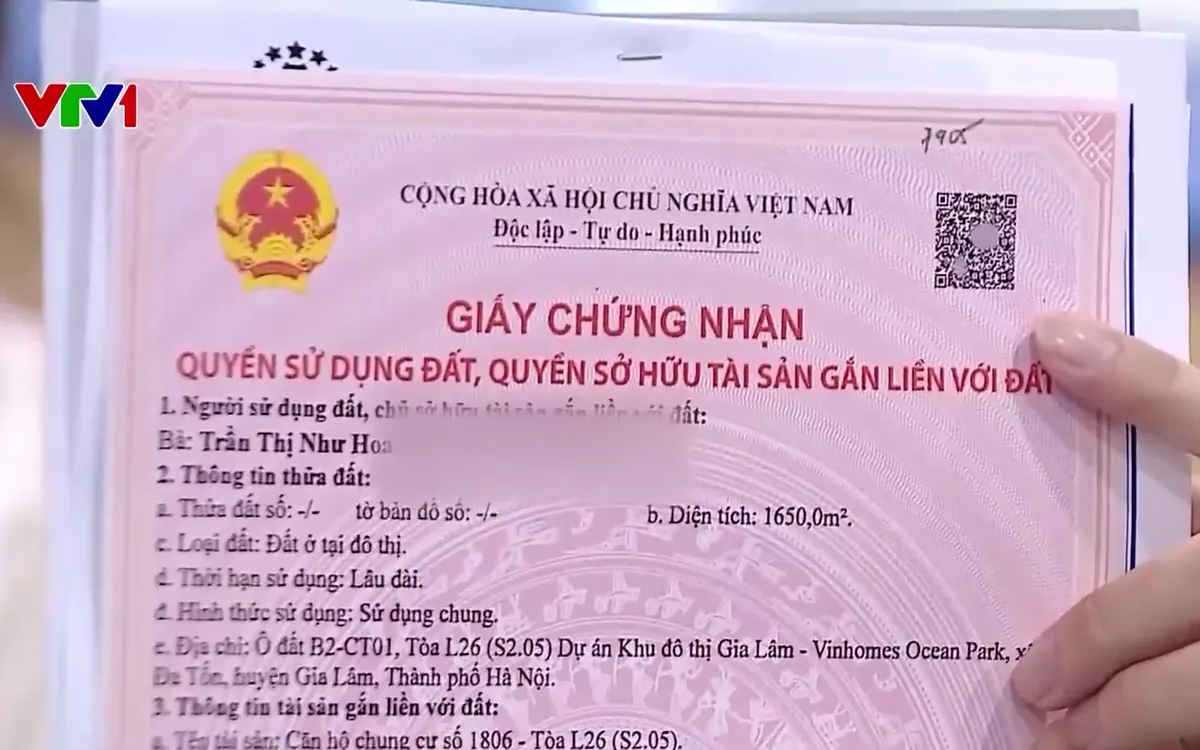 VTV1
7905
CỘNG HÒA XÃ HỘI CHỦ NGHĨA VIỆT NAM
Độc lập - Tự do - Hạnh phúc
GIẤY CHỨNG NHẬN
QUYỀN SỬ DỤNG ĐẤT, QUYỀN SỞ HỮU TÀI SẢN GẮN LIỀN VỚI ĐẤT
1. Người sử dụng đất, chủ sở hữu tài sản gắn liền với đất:
Bà: Trần Thị Như Hoa
2. Thông tin thửa đất:
a. Thửa đất số: -/- tờ bản đồ số: -/- b. Diện tích: 1650,0m².
c. Loại đất: Đất ở tại đô thị.
d. Thời hạn sử dụng: Lâu dài.
đ. Hình thức sử dụng: Sử dụng chung.
e. Địa chỉ: Ô đất B2-CT01, Tòa L26 (S2.05) Dự án Khu đô thị Gia Lâm - Vinhomes Ocean Park,
Đa Tốn, huyện Gia Lâm, Thành phố Hà Nội.
3. Thông tin tài sản gắn liền với đất:
a. Tên tài sản: Căn hộ chung cư số 1806 - Tòa L26 (S2.05).